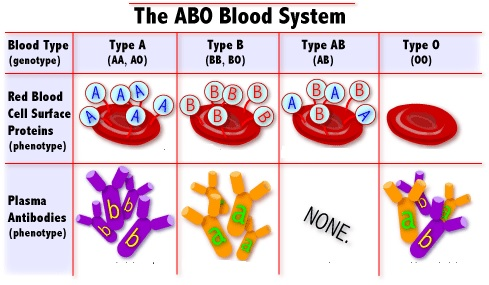 The ABO Blood System
Blood Type
(genotype)
Type A
(AA, AO)
Type B
(BB, BO)
Type AB
(AB)
Type O
(OO)
Red Blood
Cell Surface
Proteins
(phenotype)
A A A A A
B B B B B
A B A B B A
Plasma
Antibodies
(phenotype)
b b b b
a a a
NONE.
a a b b